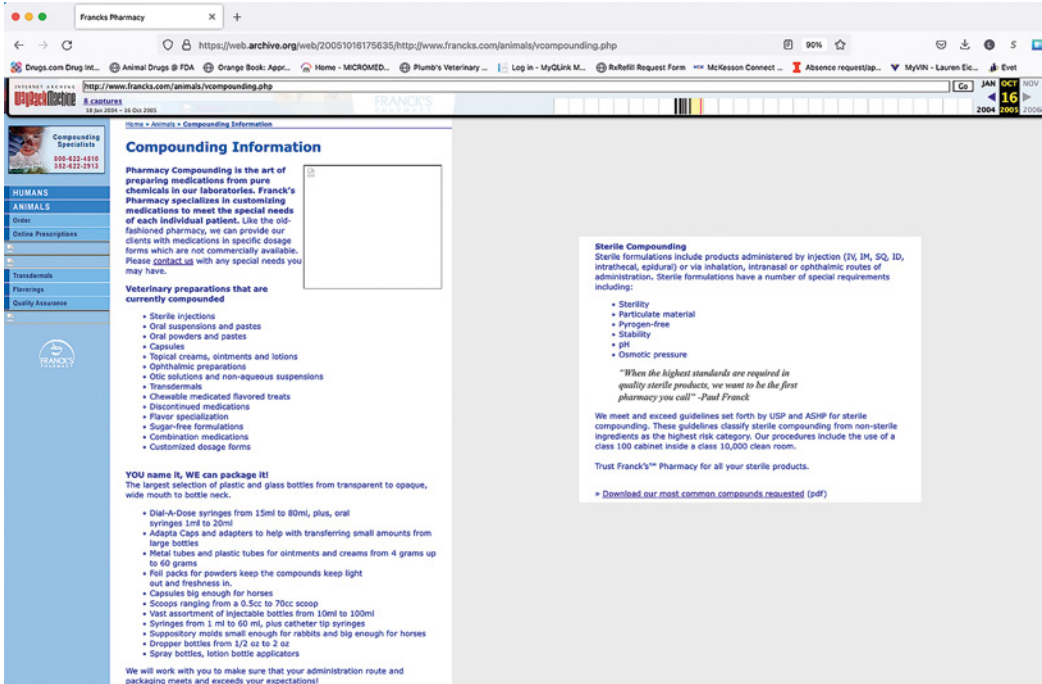 Francks Pharmacy
https://web.archive.org/web/20051016175635/http://www.francks.com/animals/vcompounding.php
90%
Drugs.com Drug Int...
Animal Drugs @ FDA
Orange Book: Appr...
Home - MICROMED...
Plumb's Veterinary ...
Log in - MyQLink M...
RxRefill Request Form
McKesson Connect ...
Absence request/ap...
MyVIN - Lauren Eic...
Evet
INTERNET ARCHIVE
WayBackMachine
http://www.francks.com/animals/vcompounding.php
Go
JAN OCT NOV
8 captures
16
18 Jun 2004 - 16 Oct 2005
2004 2005 2006
FRANCK'S
Compounding
Specialists
800-622-4510
352-622-2913
HUMANS
ANIMALS
Order
Online Prescriptions
Transdermals
Flavorings
Quality Assurance
FRANCK'S
PHARMACY
Home » Animals » Compounding Information
Compounding Information
Pharmacy Compounding is the art of
preparing medications from pure
chemicals in our laboratories. Franck's
Pharmacy specializes in customizing
medications to meet the special needs
of each individual patient. Like the old-
fashioned pharmacy, we can provide our
clients with medications in specific dosage
forms which are not commercially available.
Please contact us with any special needs you
may have.
Veterinary preparations that are
currently compounded
• Sterile injections
• Oral suspensions and pastes
• Oral powders and pastes
• Capsules
• Topical creams, ointments and lotions
• Ophthalmic preparations
• Otic solutions and non-aqueous suspensions
• Transdermals
• Chewable medicated flavored treats
• Discontinued medications
• Flavor specialization
• Sugar-free formulations
• Combination medications
• Customized dosage forms
YOU name it, WE can package it!
The largest selection of plastic and glass bottles from transparent to opaque,
wide mouth to bottle neck.
• Dial-A-Dose syringes from 15ml to 80ml, plus, oral
syringes 1ml to 20ml
• Adapta Caps and adapters to help with transferring small amounts from
large bottles
• Metal tubes and plastic tubes for ointments and creams from 4 grams up
to 60 grams
• Foil packs for powders keep the compounds keep light
out and freshness in.
• Capsules big enough for horses
• Scoops ranging from a 0.5cc to 70cc scoop
• Vast assortment of injectable bottles from 10ml to 100ml
• Syringes from 1 ml to 60 ml, plus catheter tip syringes
• Suppository molds small enough for rabbits and big enough for horses
• Dropper bottles from 1/2 oz to 2 oz
• Spray bottles, lotion bottle applicators
We will work with you to make sure that your administration route and
packaging meets and exceeds your expectations!
Sterile Compounding
Sterile formulations include products administered by injection (IV, IM, SQ, ID,
intrathecal, epidural) or via inhalation, intranasal or ophthalmic routes of
administration. Sterile formulations have a number of special requirements
including:
• Sterility
• Particulate material
• Pyrogen-free
• Stability
• pH
• Osmotic pressure
"When the highest standards are required in
quality sterile products, we want to be the first
pharmacy you call" -Paul Franck
We meet and exceed guidelines set forth by USP and ASHP for sterile
compounding. These guidelines classify sterile compounding from non-sterile
ingredients as the highest risk category. Our procedures include the use of a
class 100 cabinet inside a class 10,000 clean room.
Trust Franck's™ Pharmacy for all your sterile products.
» Download our most common compounds requested (pdf)